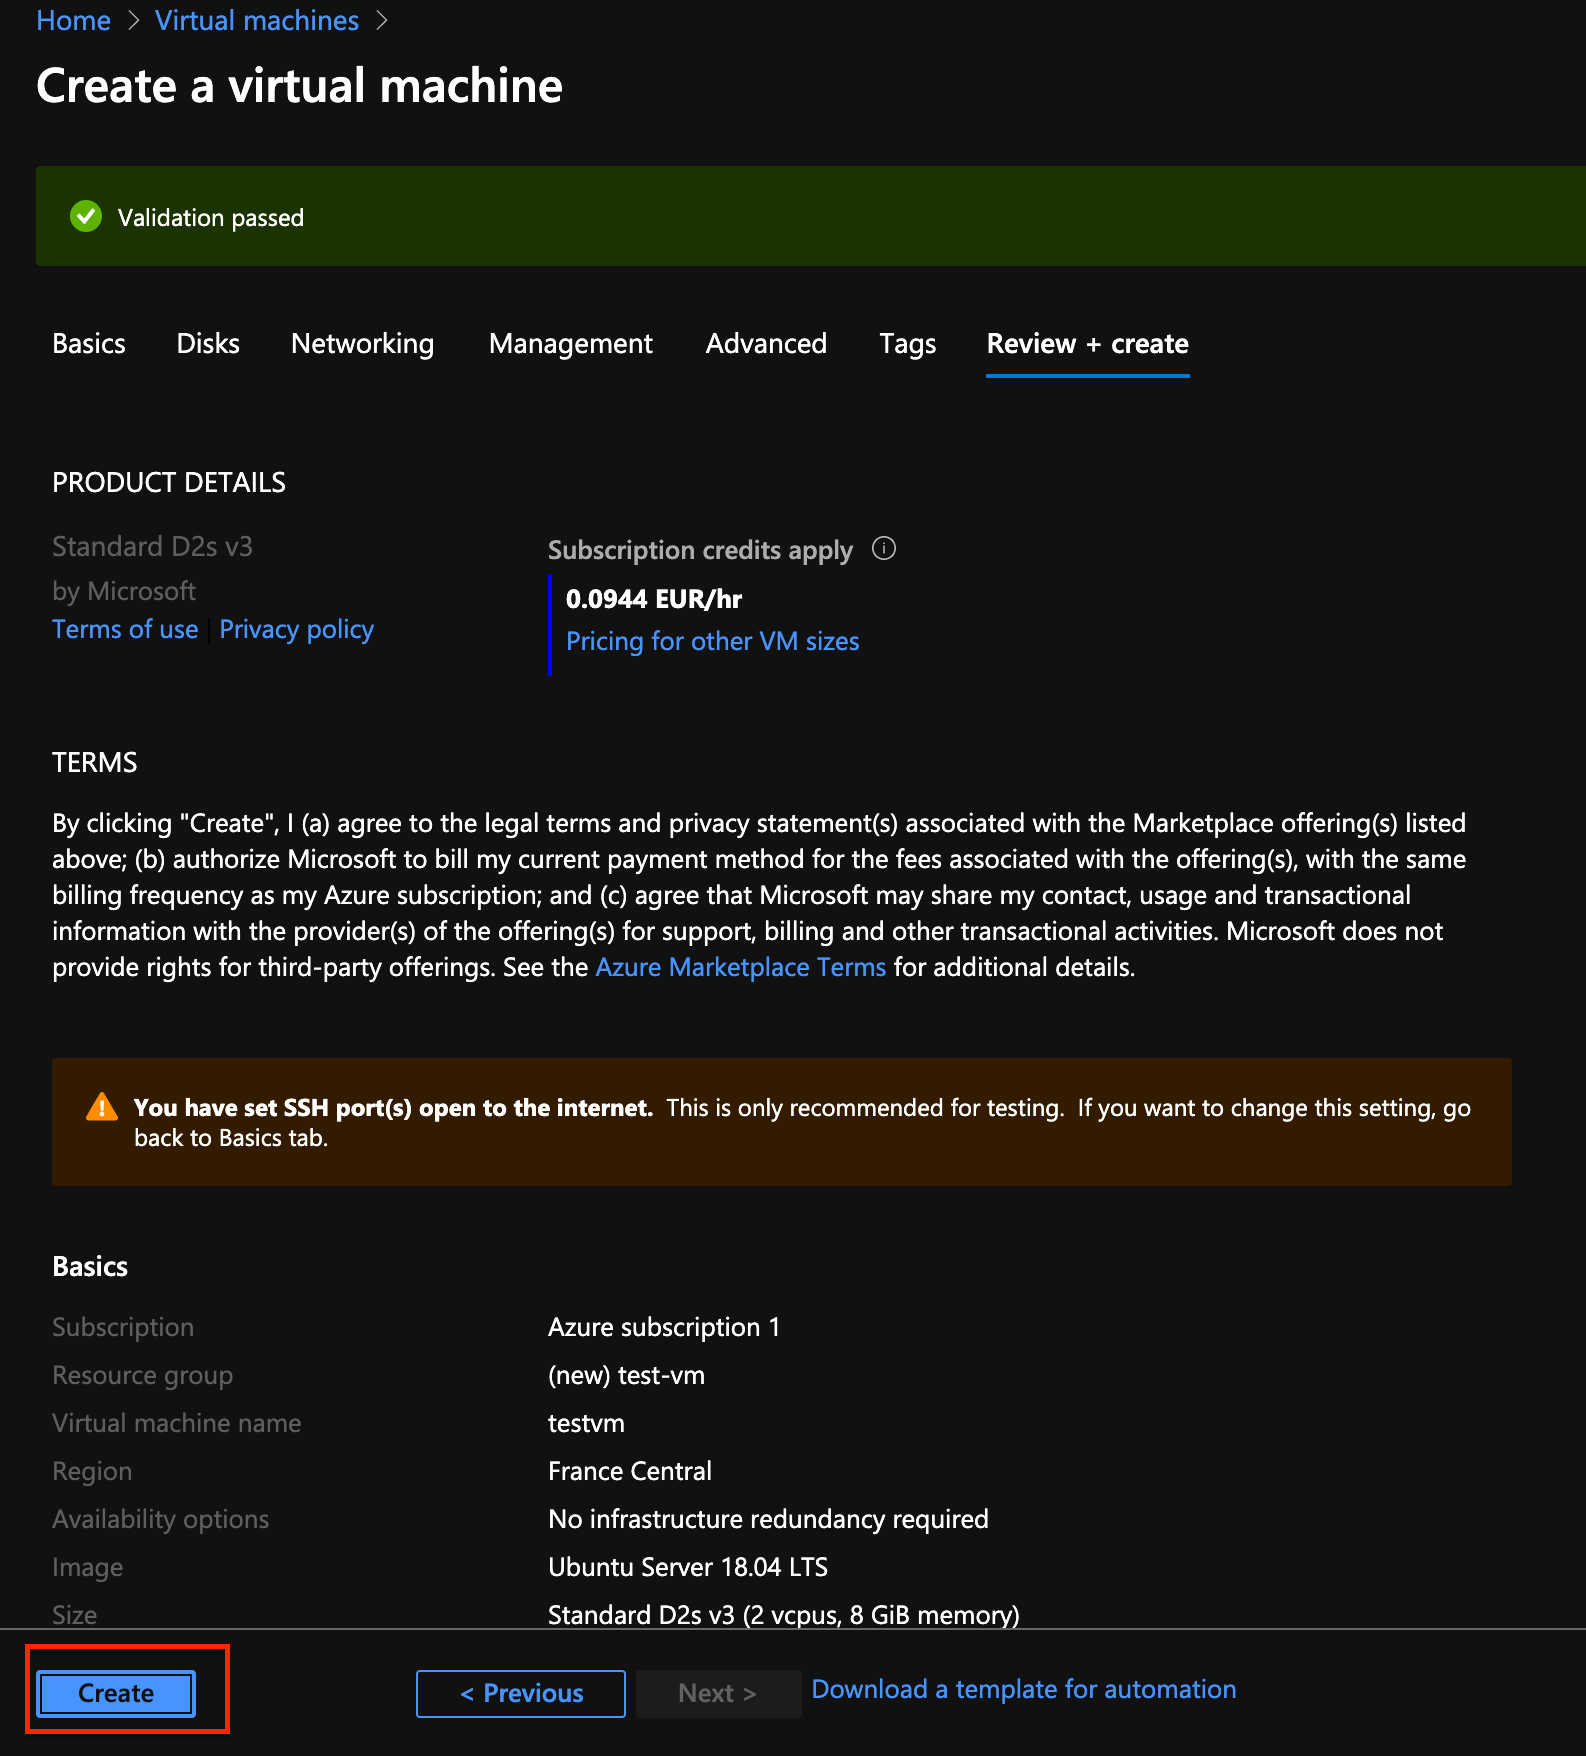 Home > Virtual machines >
Create a virtual machine
Validation passed
Basics Disks Networking Management Advanced Tags Review + create
PRODUCT DETAILS
Standard D2s v3
by Microsoft
Terms of use | Privacy policy
Subscription credits apply
0.0944 EUR/hr
Pricing for other VM sizes
TERMS
By clicking "Create", I (a) agree to the legal terms and privacy statement(s) associated with the Marketplace offering(s) listed
above; (b) authorize Microsoft to bill my current payment method for the fees associated with the offering(s), with the same
billing frequency as my Azure subscription; and (c) agree that Microsoft may share my contact, usage and transactional
information with the provider(s) of the offering(s) for support, billing and other transactional activities. Microsoft does not
provide rights for third-party offerings. See the Azure Marketplace Terms for additional details.
You have set SSH port(s) open to the internet. This is only recommended for testing. If you want to change this setting, go
back to Basics tab.
Basics
Subscription Azure subscription 1
Resource group (new) test-vm
Virtual machine name testvm
Region France Central
Availability options No infrastructure redundancy required
Image Ubuntu Server 18.04 LTS
Size Standard D2s v3 (2 vcpus, 8 GiB memory)
Create < Previous Next > Download a template for automation